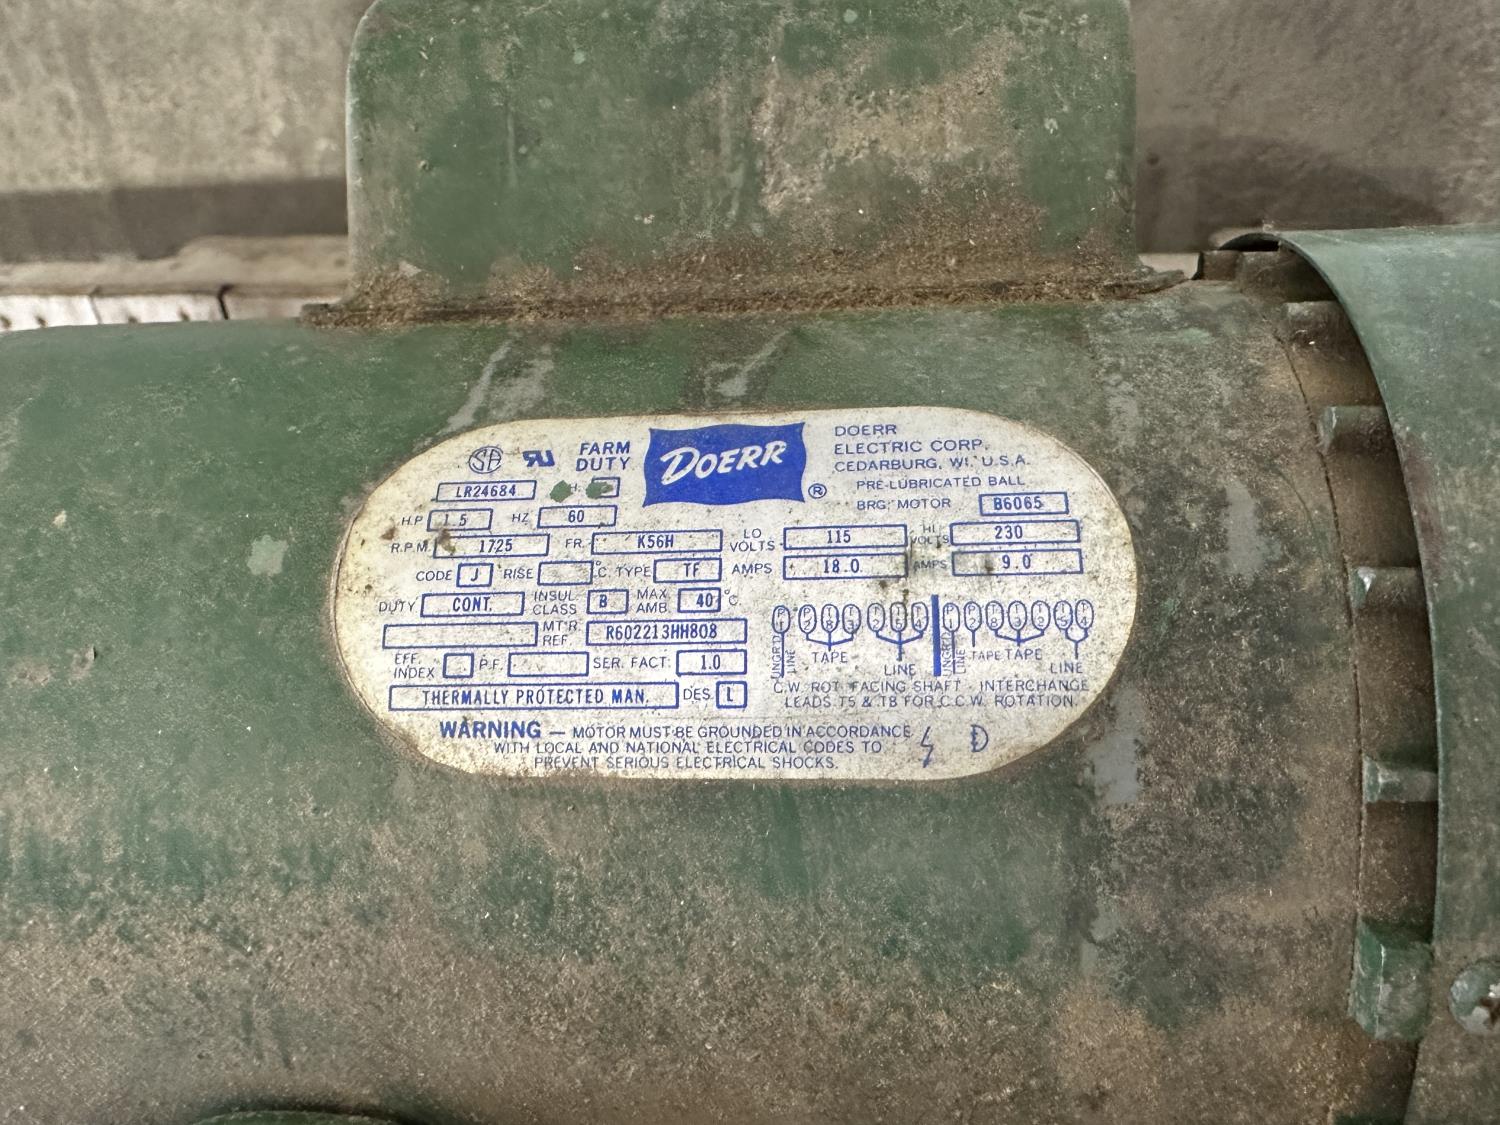 FARM DUTY
DOERR ®
DOERR
ELECTRIC CORP.
CEDARBURG, WI. U.S.A.
PRE-LUBRICATED BALL
BRG. MOTOR B6065
LR24684
H.P. 1.5 HZ 60
R.P.M. 1725 FR. K56H
LO VOLTS 115 HI VOLTS 230
CODE J RISE °C. TYPE TF
AMPS 18.0 AMPS 9.0
DUTY CONT. INSUL. CLASS B MAX. AMB. 40 °C.
MT'R. REF. R602213HH808
EFF. INDEX P.F. SER. FACT. 1.0
THERMALLY PROTECTED MAN. DES. L
UNGR'D LINE TAPE LINE
UNGR'D LINE TAPE TAPE LINE
C.W. ROT. FACING SHAFT - INTERCHANGE
LEADS T5 & T8 FOR C.C.W. ROTATION.
WARNING — MOTOR MUST BE GROUNDED IN ACCORDANCE
WITH LOCAL AND NATIONAL ELECTRICAL CODES TO
PREVENT SERIOUS ELECTRICAL SHOCKS.